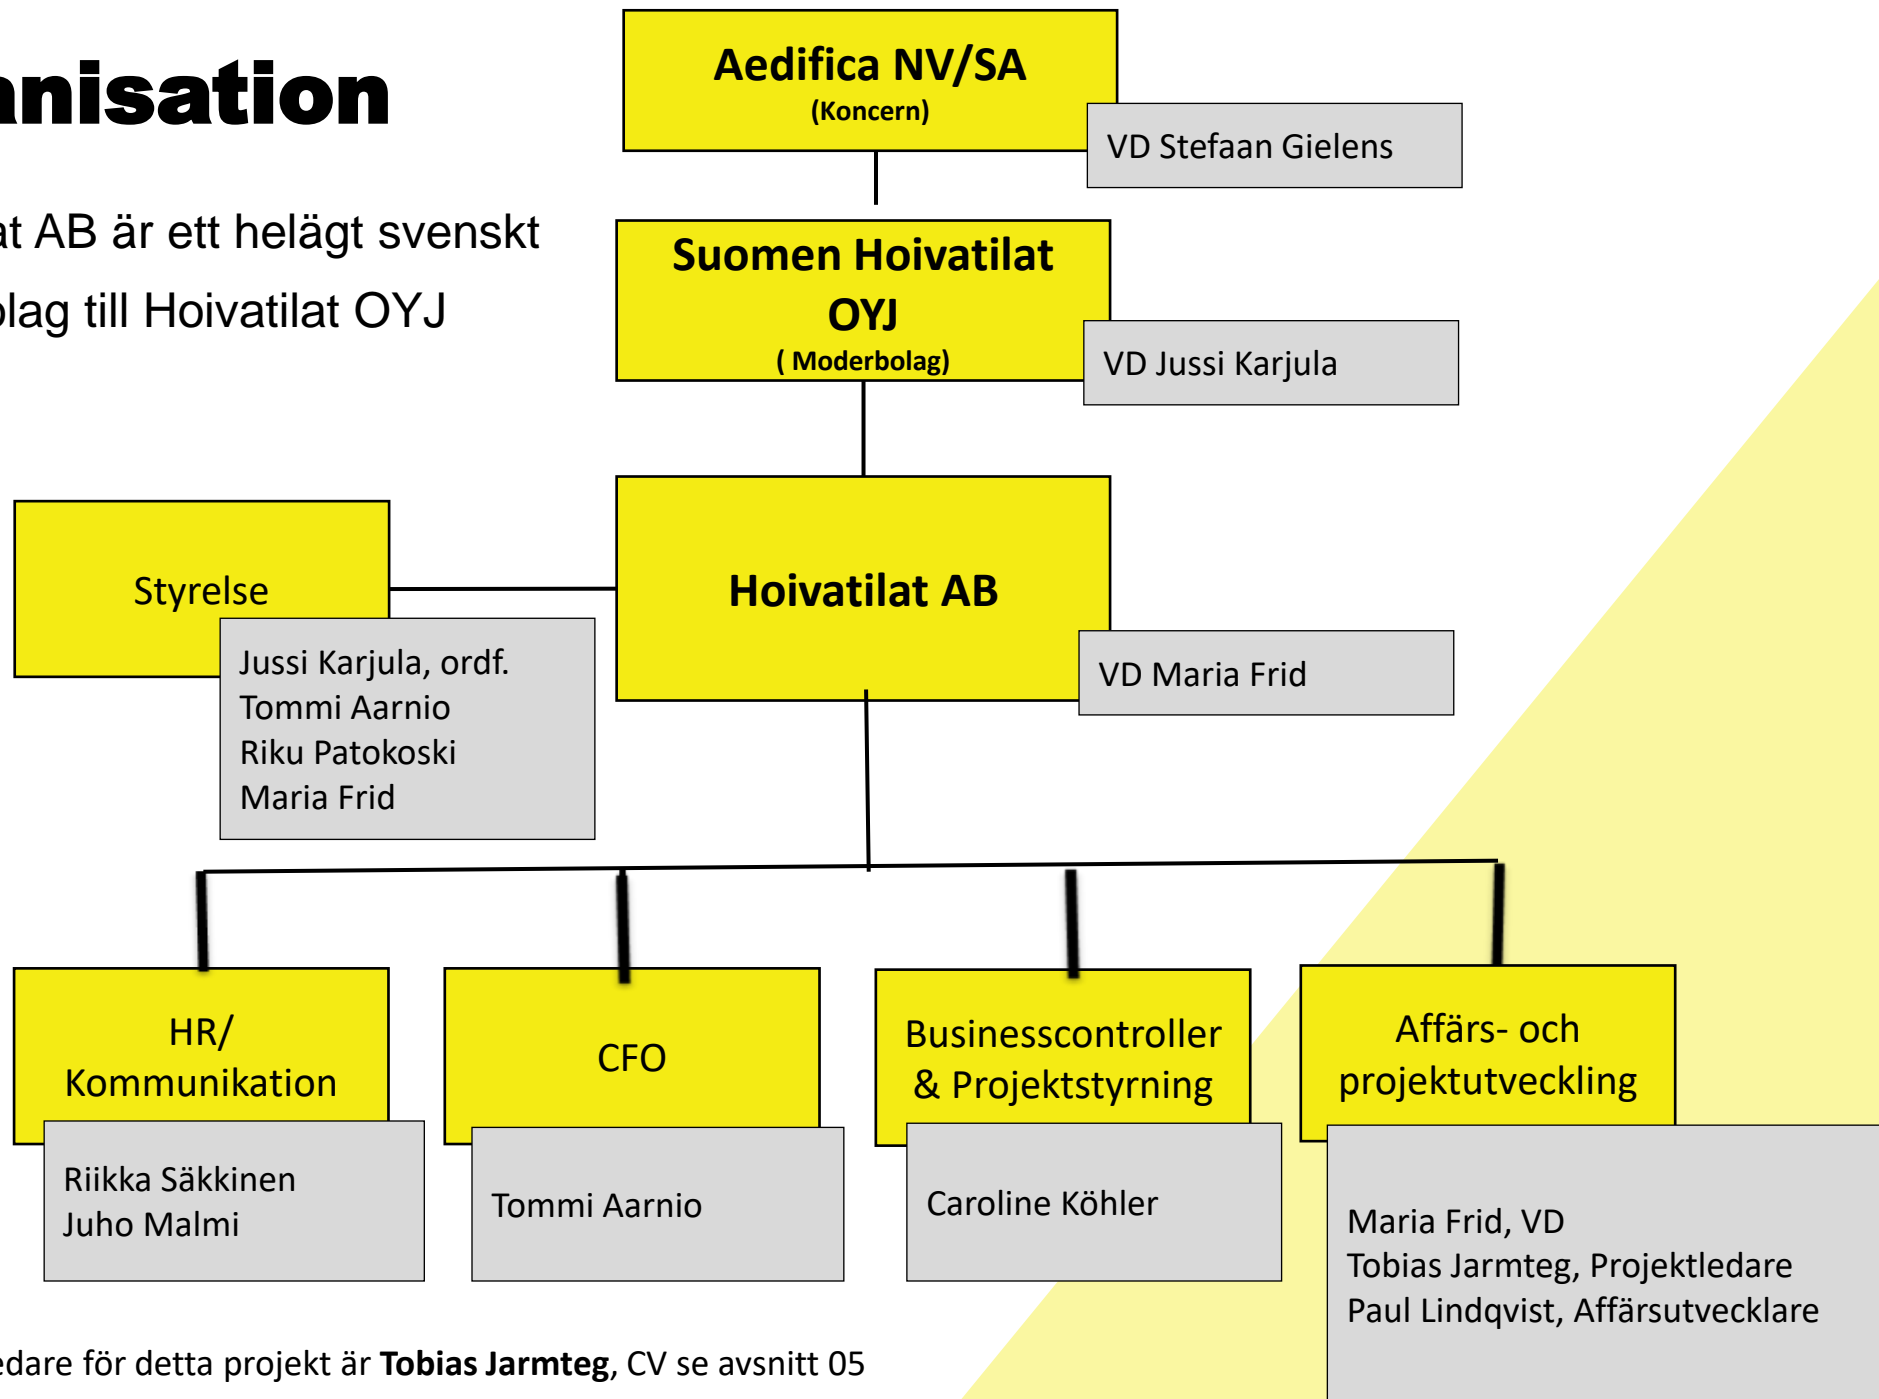 anisation
at AB är ett helägt svenskt
olag till Hoivatilat OYJ
Aedifica NV/SA
(Koncern)
VD Stefaan Gielens
Suomen Hoivatilat
OYJ
( Moderbolag)
VD Jussi Karjula
Styrelse
Jussi Karjula, ordf.
Tommi Aarnio
Riku Patokoski
Maria Frid
Hoivatilat AB
VD Maria Frid
HR/
Kommunikation
Riikka Säkkinen
Juho Malmi
CFO
Tommi Aarnio
Businesscontroller
& Projektstyrning
Caroline Köhler
Affärs- och
projektutveckling
Maria Frid, VD
Tobias Jarmteg, Projektledare
Paul Lindqvist, Affärsutvecklare
edare för detta projekt är Tobias Jarmteg, CV se avsnitt 05